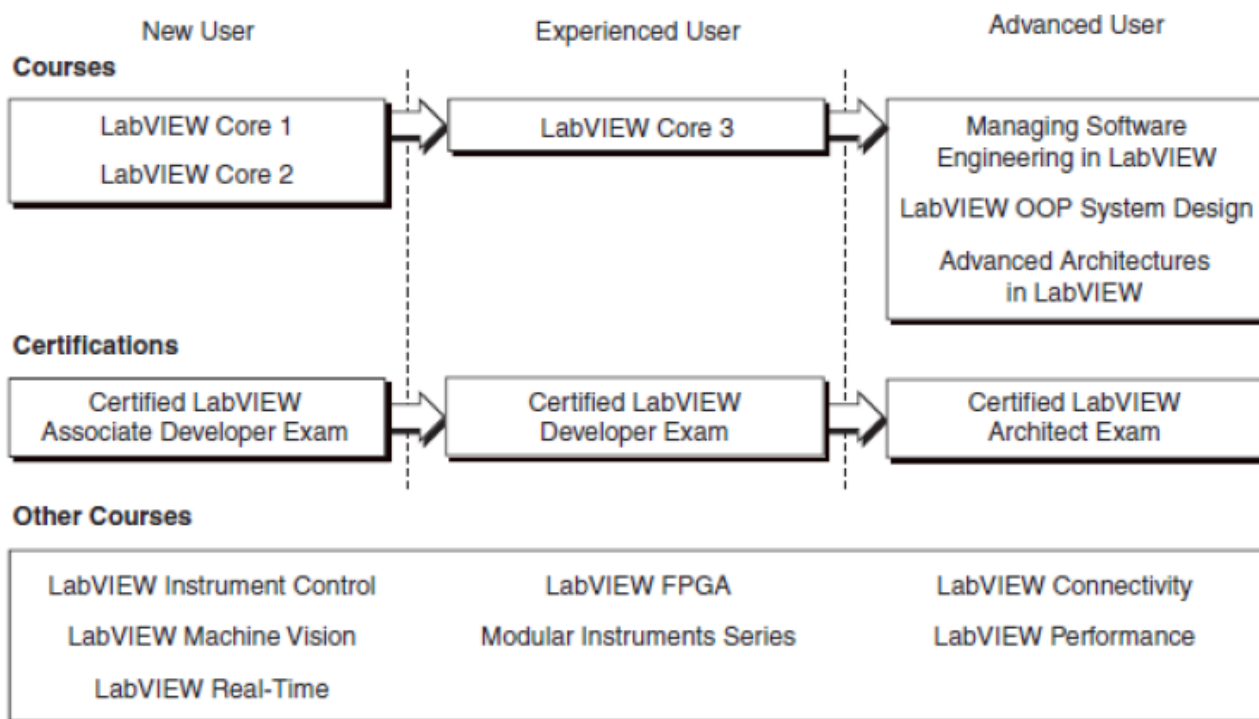 New User
Experienced User
Advanced User
Courses
LabVIEW Core 1
LabVIEW Core 2
LabVIEW Core 3
Managing Software
Engineering in LabVIEW
LabVIEW OOP System Design
Advanced Architectures
in LabVIEW
Certifications
Certified LabVIEW
Associate Developer Exam
Certified LabVIEW
Developer Exam
Certified LabVIEW
Architect Exam
Other Courses
LabVIEW Instrument Control
LabVIEW Machine Vision
LabVIEW Real-Time
LabVIEW FPGA
Modular Instruments Series
LabVIEW Connectivity
LabVIEW Performance